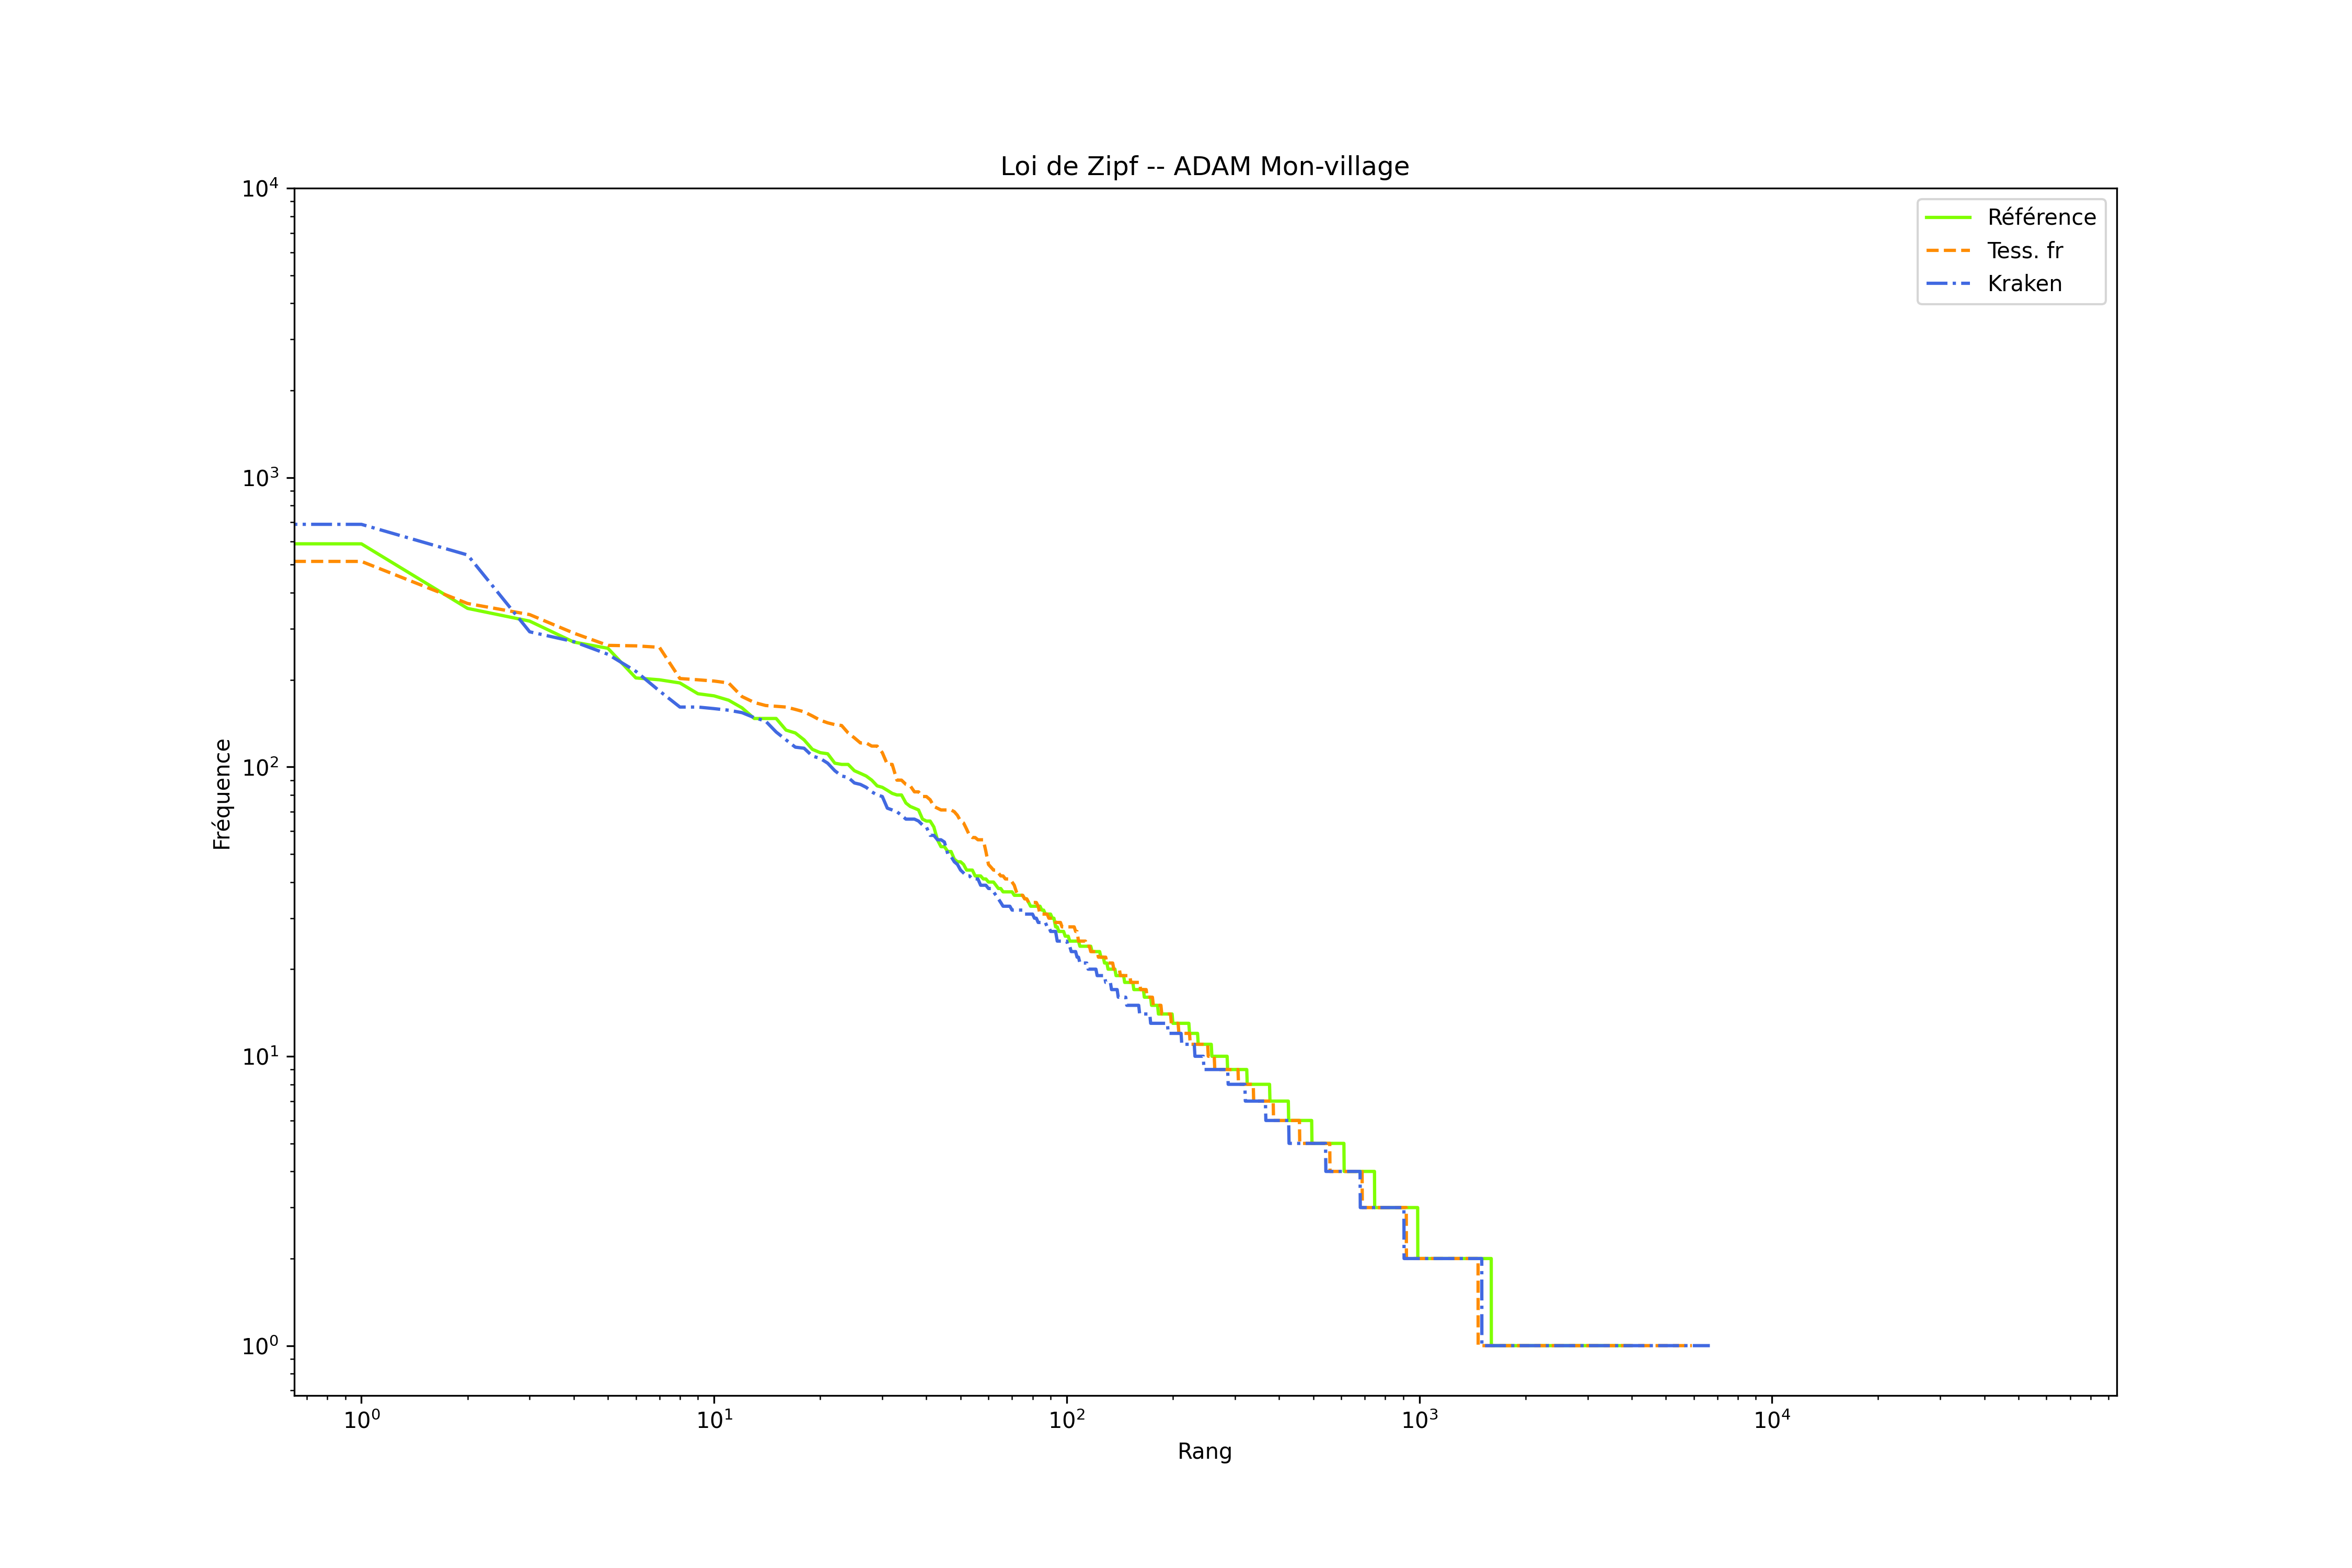 Loi de Zipf -- ADAM Mon-village
Référence
Tess. fr
Kraken
Fréquence
10⁴
10³
10²
10¹
10⁰
10⁰ 10¹ 10² 10³ 10⁴
Rang